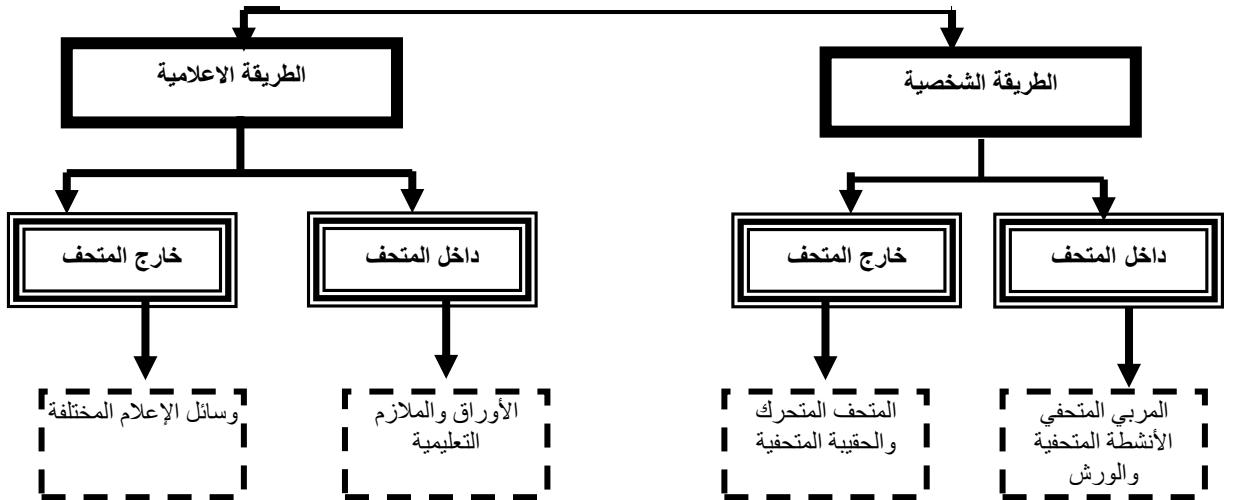 الطريقة الشخصية
الطريقة الاعلامية
داخل المتحف
خارج المتحف
داخل المتحف
خارج المتحف
المربي المتحفي
الأنشطة المتحفية
والورش
المتحف المتحرك
والحقيبة المتحفية
الأوراق والملازم
التعليمية
وسائل الإعلام المختلفة